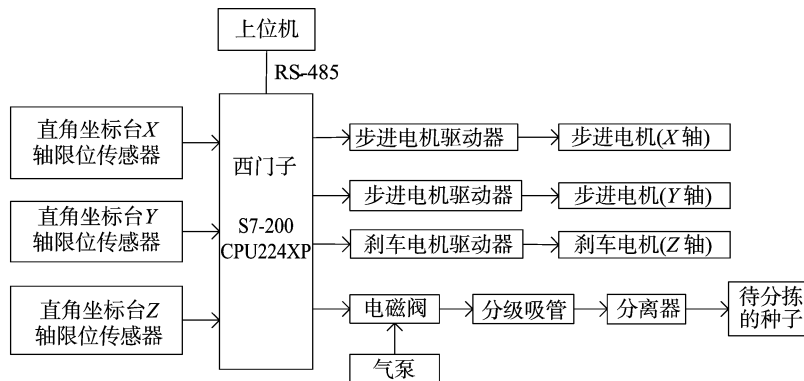 上位机
RS-485
直角坐标台X
轴限位传感器
直角坐标台Y
轴限位传感器
直角坐标台Z
轴限位传感器
西门子
S7-200
CPU224XP
步进电机驱动器
步进电机(X轴)
步进电机驱动器
步进电机(Y轴)
刹车电机驱动器
刹车电机(Z轴)
电磁阀
分级吸管
分离器
待分拣
的种子
气泵